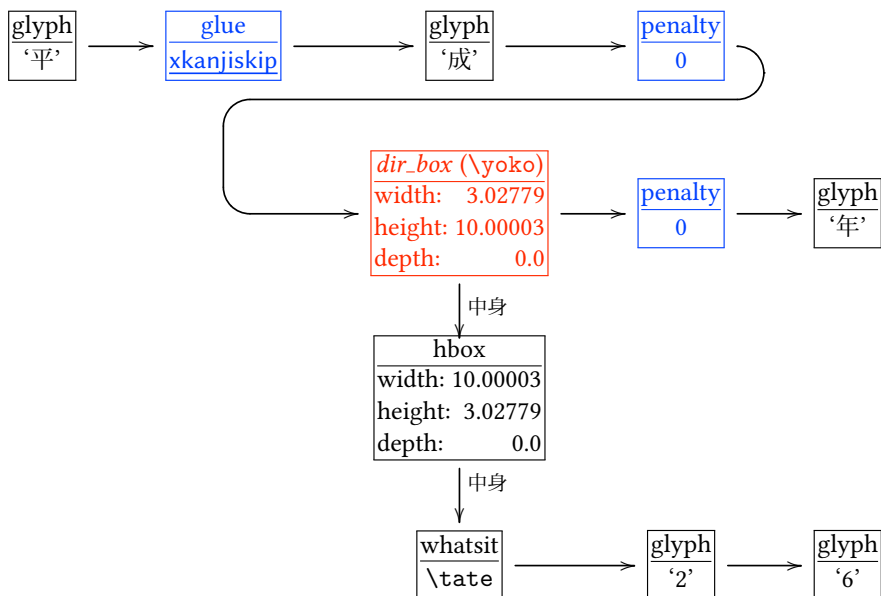 glyph
‘平’
glue
xkanjiskip
glyph
‘成’
penalty
0
dir_box (\yoko)
width: 3.02779
height: 10.00003
depth: 0.0
penalty
0
glyph
‘年’
中身
hbox
width: 10.00003
height: 3.02779
depth: 0.0
中身
whatsit
\tate
glyph
‘2’
glyph
‘6’